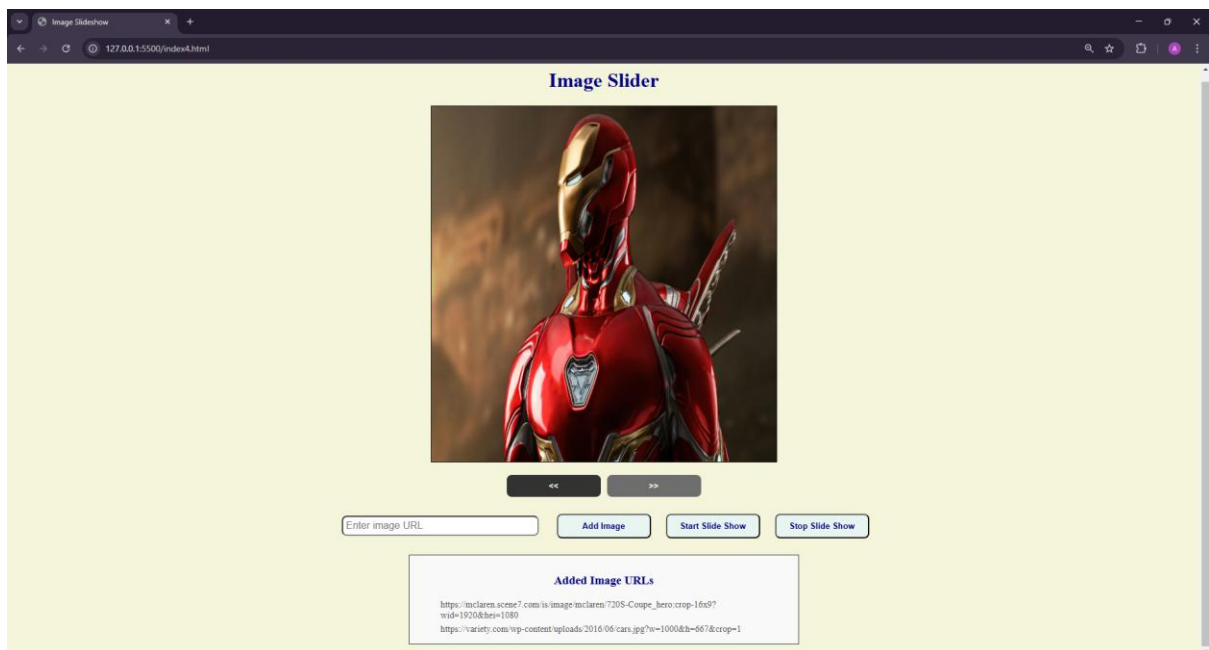 Image Slideshow
127.0.0.1:5500/index4.html
A
Image Slider
<<
>>
Enter image URL
Add Image
Start Slide Show
Stop Slide Show
Added Image URLs
https://mclaren.scene7.com/is/image/mclaren/720S-Coupe_hero:crop-16x9?
wid=1920&hei=1080
https://variety.com/wp-content/uploads/2016/06/cars.jpg?w=1000&h=667&crop=1